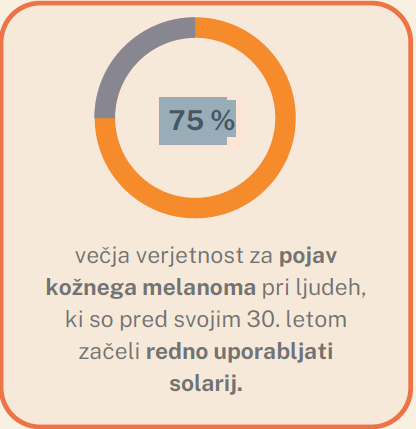 75 %
večja verjetnost za pojav
kožnega melanoma pri ljudeh,
ki so pred svojim 30. letom
začeli redno uporabljati
solarij.